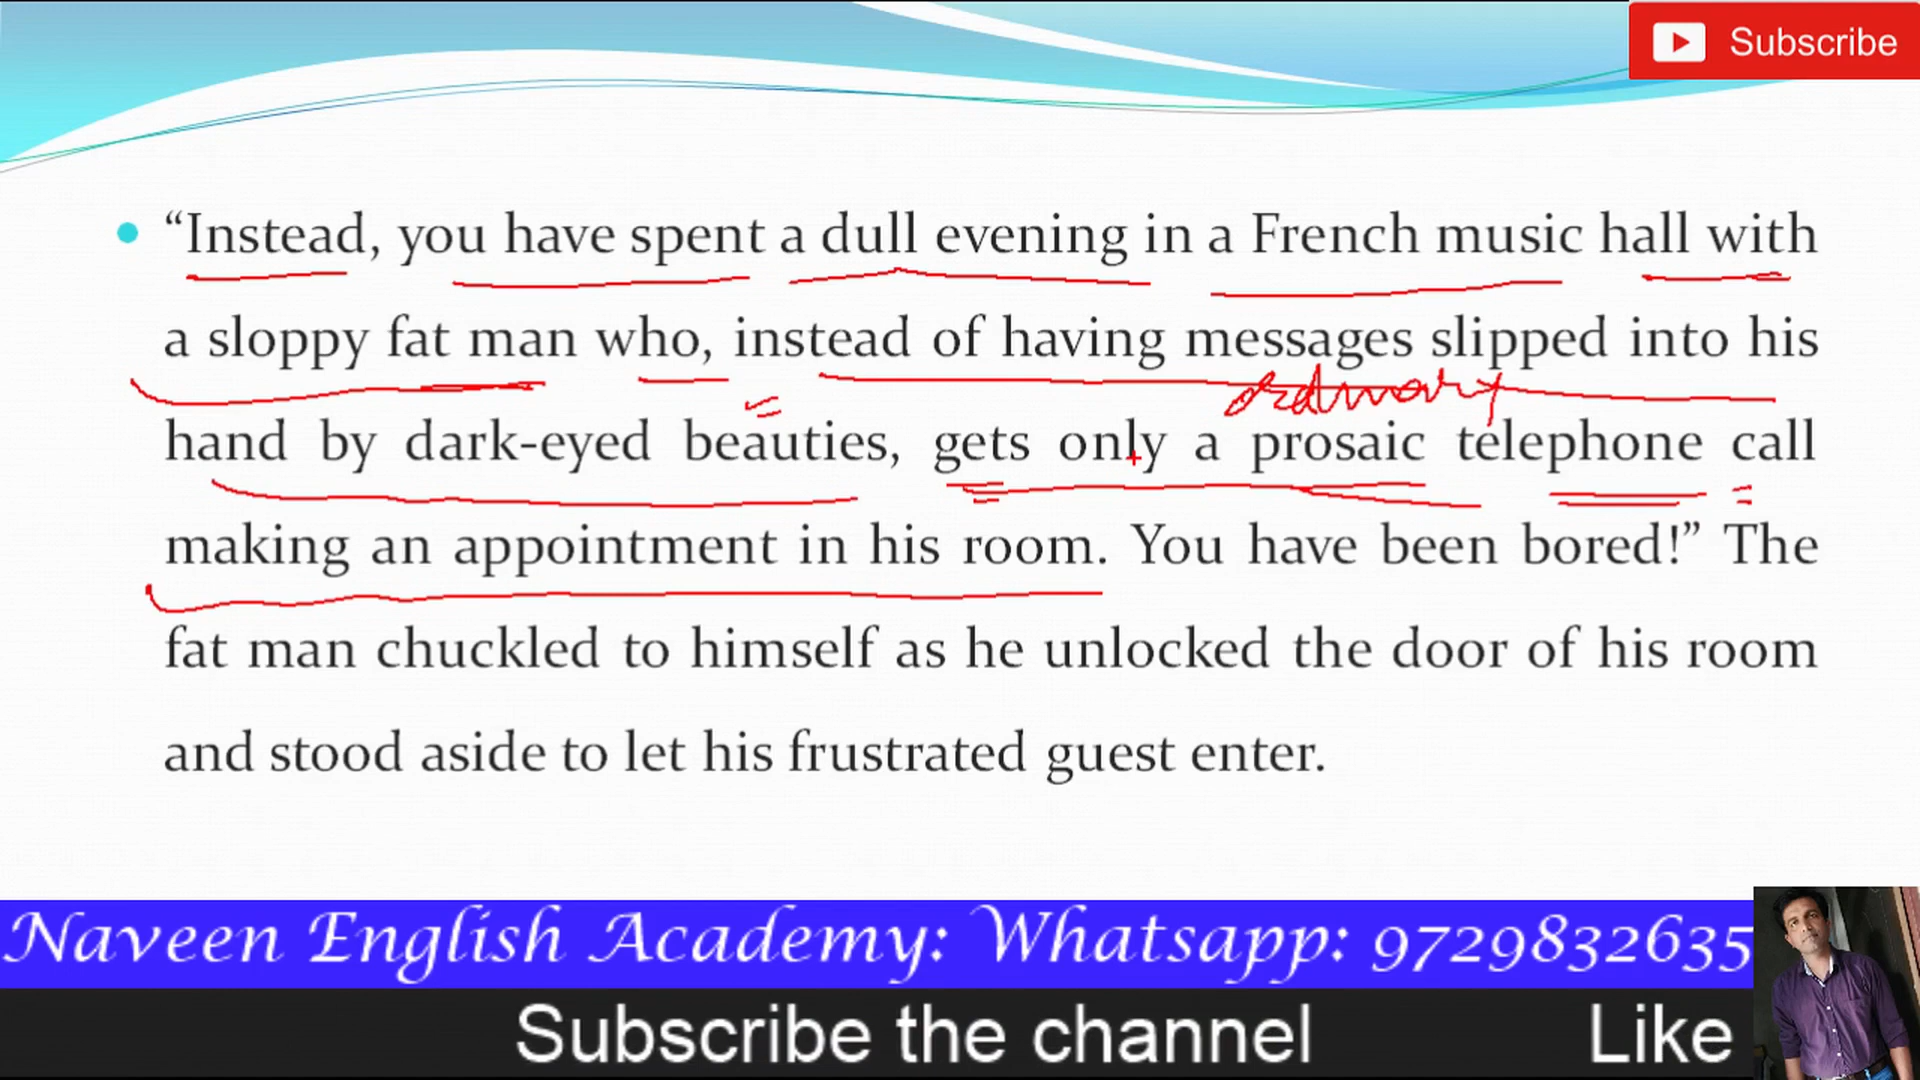 Subscribe
“Instead, you have spent a dull evening in a French music hall with
a sloppy fat man who, instead of having messages slipped into his
ordinary
hand by dark-eyed beauties, gets only a prosaic telephone call
making an appointment in his room. You have been bored!” The
fat man chuckled to himself as he unlocked the door of his room
and stood aside to let his frustrated guest enter.
Naveen English Academy: Whatsapp: 9729832635
Subscribe the channel Like